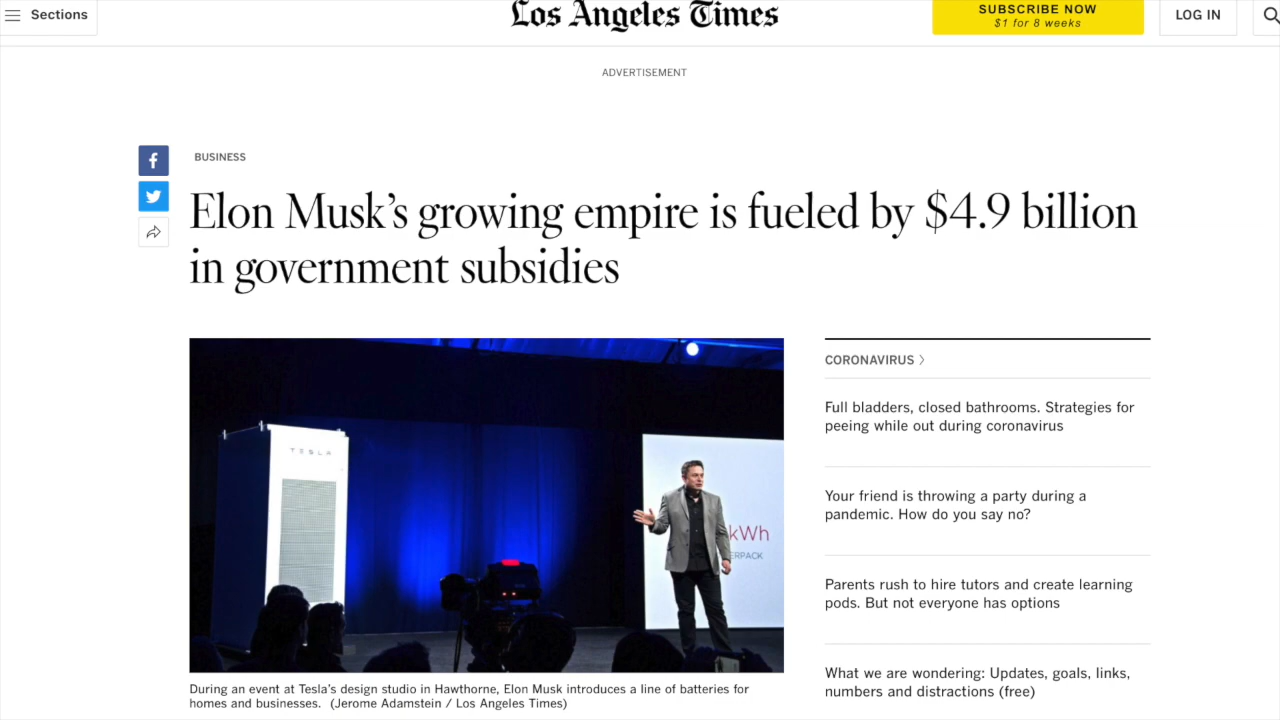 Sections
Los Angeles Times
SUBSCRIBE NOW
$1 for 8 weeks
LOG IN
ADVERTISEMENT
BUSINESS
Elon Musk’s growing empire is fueled by $4.9 billion
in government subsidies
TESLA
kWh
ERPACK
During an event at Tesla’s design studio in Hawthorne, Elon Musk introduces a line of batteries for
homes and businesses. (Jerome Adamstein / Los Angeles Times)
CORONAVIRUS
Full bladders, closed bathrooms. Strategies for
peeing while out during coronavirus
Your friend is throwing a party during a
pandemic. How do you say no?
Parents rush to hire tutors and create learning
pods. But not everyone has options
What we are wondering: Updates, goals, links,
numbers and distractions (free)